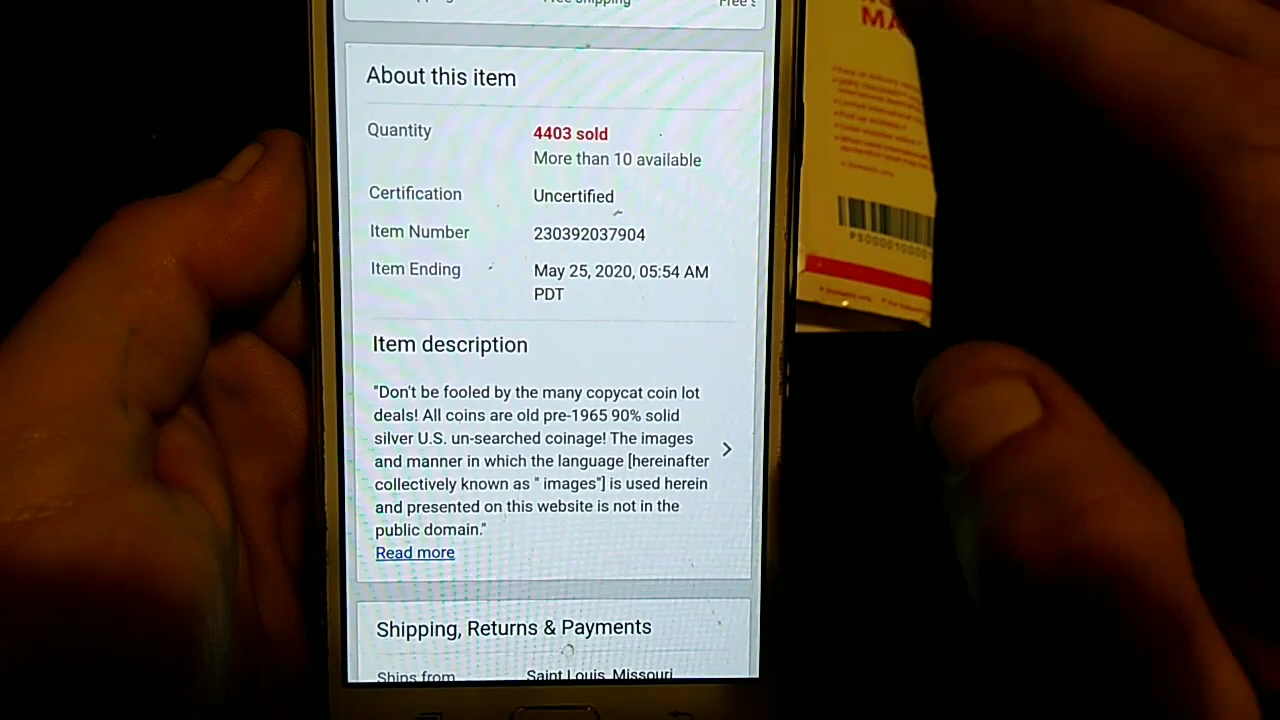 Free shipping
Free s
About this item
Quantity
4403 sold
More than 10 available
Certification
Uncertified
Item Number
230392037904
Item Ending
May 25, 2020, 05:54 AM
PDT
Item description
"Don't be fooled by the many copycat coin lot
deals! All coins are old pre-1965 90% solid
silver U.S. un-searched coinage! The images
and manner in which the language [hereinafter
collectively known as " images"] is used herein
and presented on this website is not in the
public domain."
Read more
Shipping, Returns & Payments
Ships from
Saint Louis, Missouri
MA